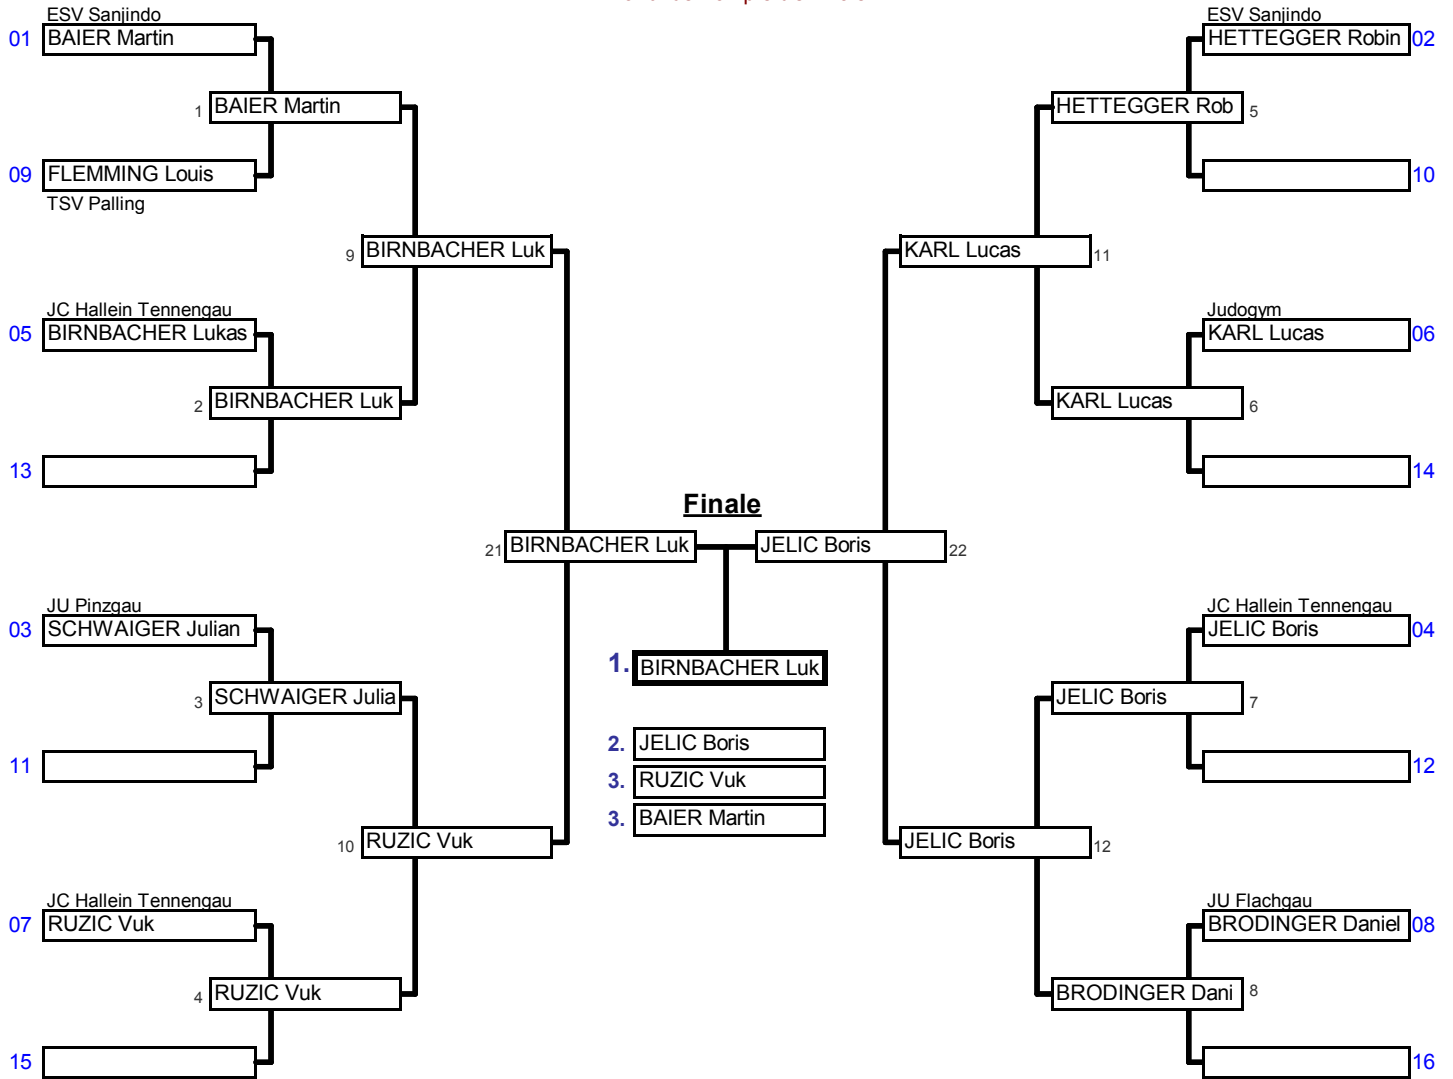 ESV Sanjindo
01 BAIER Martin
1 BAIER Martin
09 FLEMMING Louis
TSV Palling
9 BIRNBACHER Luk
JC Hallein Tennengau
05 BIRNBACHER Lukas
2 BIRNBACHER Luk
13
21 BIRNBACHER Luk
JU Pinzgau
03 SCHWAIGER Julian
3 SCHWAIGER Julia
11
10 RUZIC Vuk
JC Hallein Tennengau
07 RUZIC Vuk
4 RUZIC Vuk
15
Finale
1. BIRNBACHER Luk
2. JELIC Boris
3. RUZIC Vuk
3. BAIER Martin
ESV Sanjindo
HETTEGGER Robin 02
HETTEGGER Rob 5
10
KARL Lucas 11
Judogym
KARL Lucas 06
KARL Lucas 6
14
JELIC Boris 22
JC Hallein Tennengau
JELIC Boris 04
JELIC Boris 7
12
JELIC Boris 12
JU Flachgau
BRODINGER Daniel 08
BRODINGER Dani 8
16